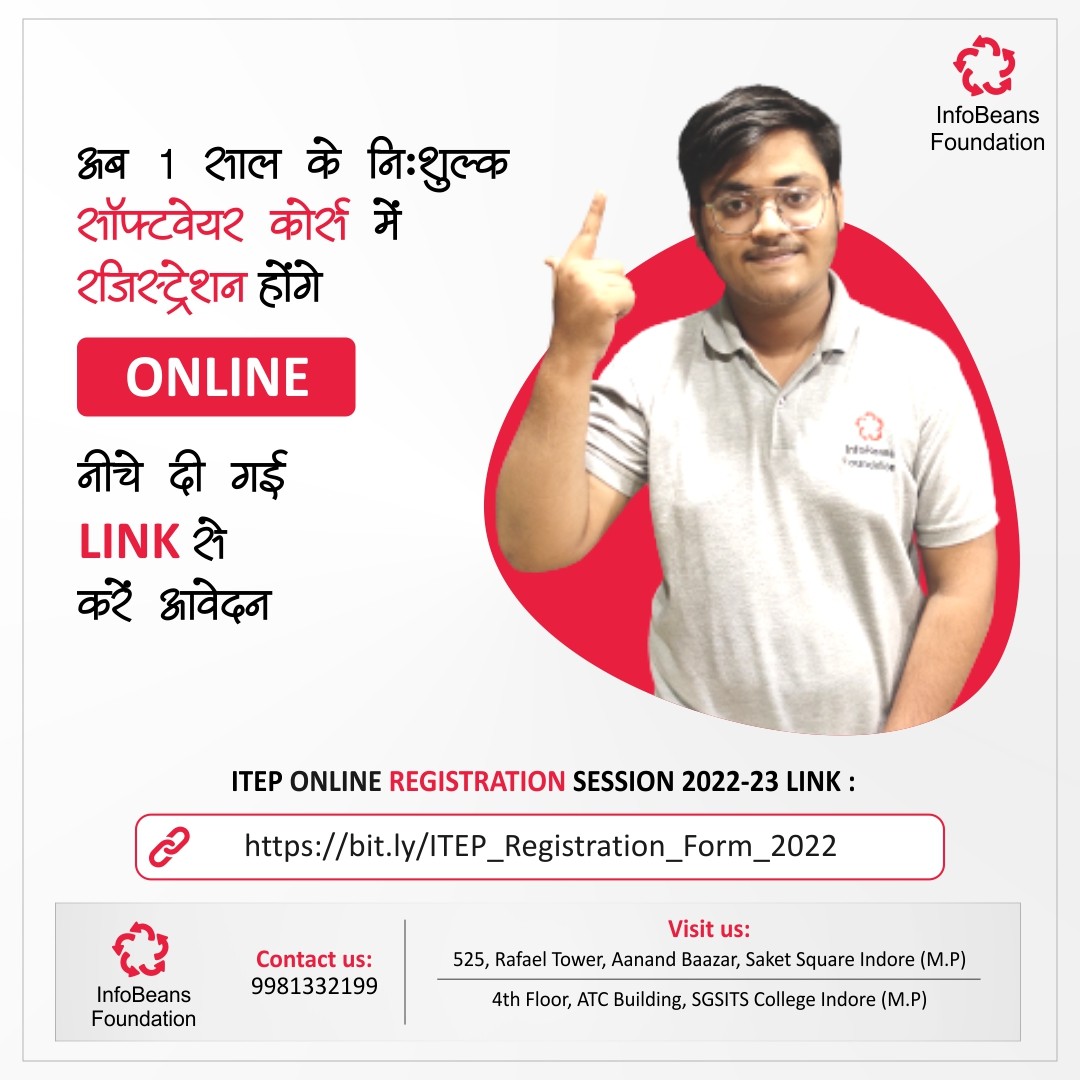 InfoBeans
Foundation
अब 1 साल के नि:शुल्क
सॉफ्टवेयर कोर्स में
रजिस्ट्रेशन होंगे
ONLINE
नीचे दी गई
LINK से
करें आवेदन
InfoBeans
Foundation
ITEP ONLINE REGISTRATION SESSION 2022-23 LINK :
https://bit.ly/ITEP_Registration_Form_2022
InfoBeans
Foundation
Contact us:
9981332199
Visit us:
525, Rafael Tower, Aanand Baazar, Saket Square Indore (M.P)
4th Floor, ATC Building, SGSITS College Indore (M.P)